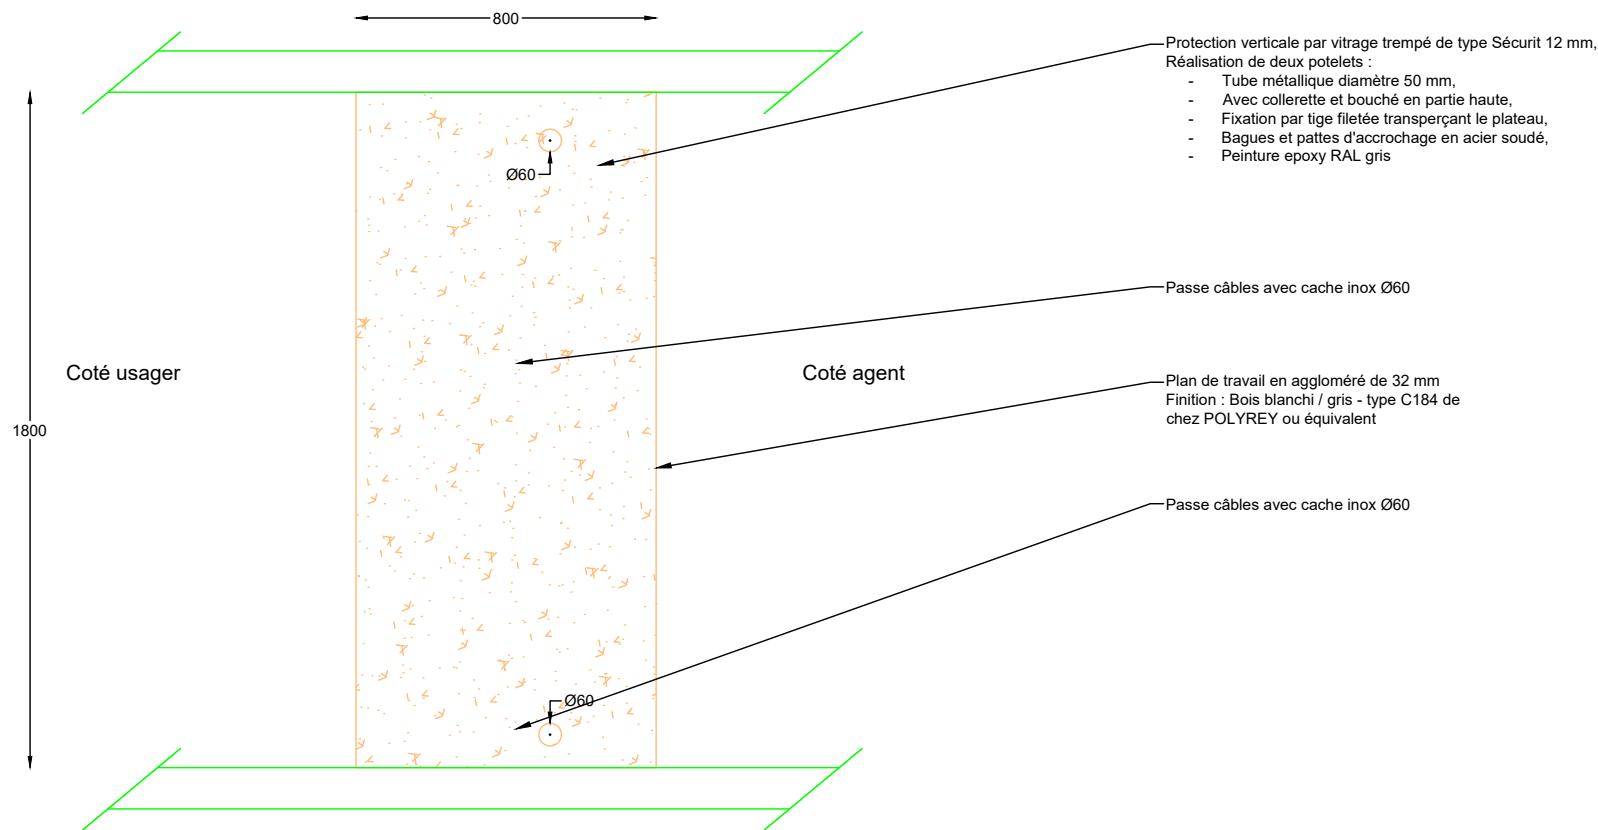 800
Protection verticale par vitrage trempé de type Sécurit 12 mm,
Réalisation de deux potelets :
- Tube métallique diamètre 50 mm,
- Avec collerette et bouché en partie haute,
- Fixation par tige filetée transperçant le plateau,
- Bagues et pattes d'accrochage en acier soudé,
- Peinture epoxy RAL gris
Ø60
Passe câbles avec cache inox Ø60
Coté usager
Coté agent
Plan de travail en aggloméré de 32 mm
Finition : Bois blanchi / gris - type C184 de
chez POLYREY ou équivalent
1800
Passe câbles avec cache inox Ø60
Ø60